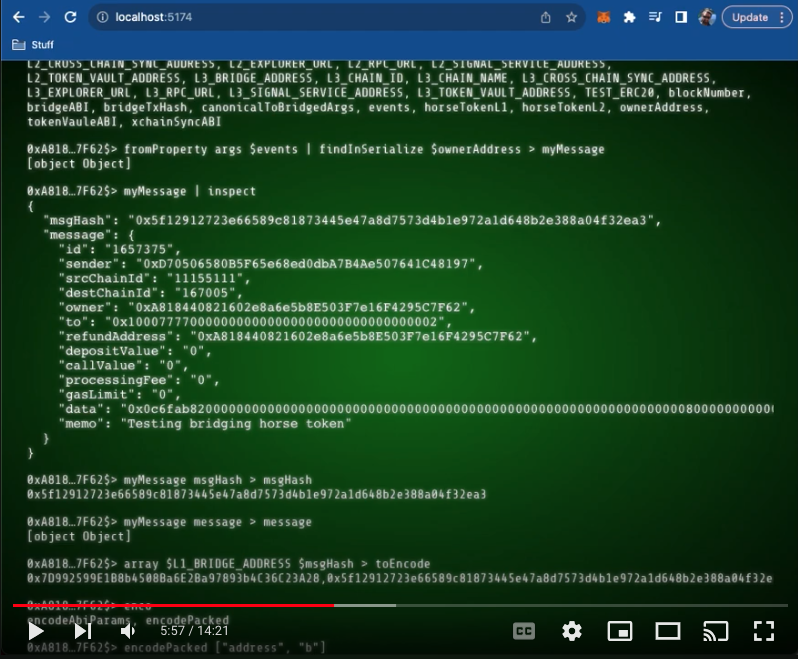 localhost:5174
Update
Stuff
L2_CROSS_CHAIN_SYNC_ADDRESS, L2_EXPLORER_URL, L2_RPC_URL, L2_SIGNAL_SERVICE_ADDRESS,
L2_TOKEN_VAULT_ADDRESS, L3_BRIDGE_ADDRESS, L3_CHAIN_ID, L3_CHAIN_NAME, L3_CROSS_CHAIN_SYNC_ADDRESS,
L3_EXPLORER_URL, L3_RPC_URL, L3_SIGNAL_SERVICE_ADDRESS, L3_TOKEN_VAULT_ADDRESS, TEST_ERC20, blockNumber,
bridgeABI, bridgeTxHash, canonicalToBridgedArgs, events, horseTokenL1, horseTokenL2, ownerAddress,
tokenVauleABI, xchainSyncABI
0xA818…7F62$> fromProperty args $events | findInSerialize $ownerAddress > myMessage
[object Object]
0xA818…7F62$> myMessage | inspect
{
"msgHash": "0x5f12912723e66589c81873445e47a8d7573d4b1e972a1d648b2e388a04f32ea3",
"message": {
"id": "1657375",
"sender": "0xD70506580B5F65e68ed0dbA7B4Ae507641C48197",
"srcChainId": "11155111",
"destChainId": "167005",
"owner": "0xA818440821602e8a6e5b8E503F7e16F4295C7F62",
"to": "0x1000777700000000000000000000000000000002",
"refundAddress": "0xA818440821602e8a6e5b8E503F7e16F4295C7F62",
"depositValue": "0",
"callValue": "0",
"processingFee": "0",
"gasLimit": "0",
"data": "0x0c6fab8200000000000000000000000000000000000000000000000000000000000000800000000000
"memo": "Testing bridging horse token"
}
}
0xA818…7F62$> myMessage msgHash > msgHash
0x5f12912723e66589c81873445e47a8d7573d4b1e972a1d648b2e388a04f32ea3
0xA818…7F62$> myMessage message > message
[object Object]
0xA818…7F62$> array $L1_BRIDGE_ADDRESS $msgHash > toEncode
0x7D992599E1B8b4508Ba6E2Ba97893b4C36C23A28,0x5f12912723e66589c81873445e47a8d7573d4b1e972a1d648b2e388a04f32e
0xA818…7F62$> enco
encodeAbiParams, encodePacked
5:57 / 14:21
CC
0xA818…7F62$> encodePacked ["address", "b"]